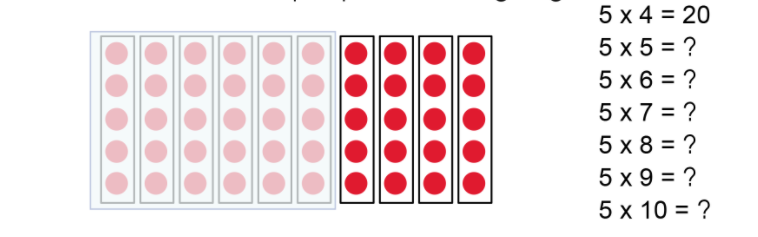 5 x 4 = 20
5 x 5 = ?
5 x 6 = ?
5 x 7 = ?
5 x 8 = ?
5 x 9 = ?
5 x 10 = ?